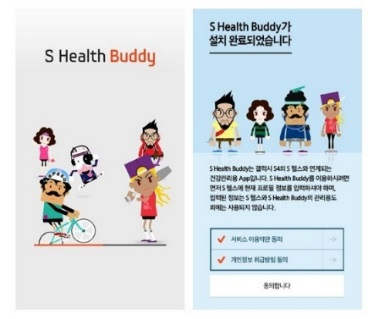 S Health Buddy
S Health Buddy가
설치 완료되었습니다
S Health Buddy는 갤럭시 S4의 S 헬스와 연계되는
건강관리용 App입니다. S Health Buddy를 이용하시려면
먼저 S 헬스에 현재 프로필 정보를 입력하셔야 하며,
입력된 정보는 S 헬스와 S Health Buddy의 관리용도
외에는 사용되지 않습니다.
서비스 이용약관 동의
개인정보 취급방침 동의
동의합니다